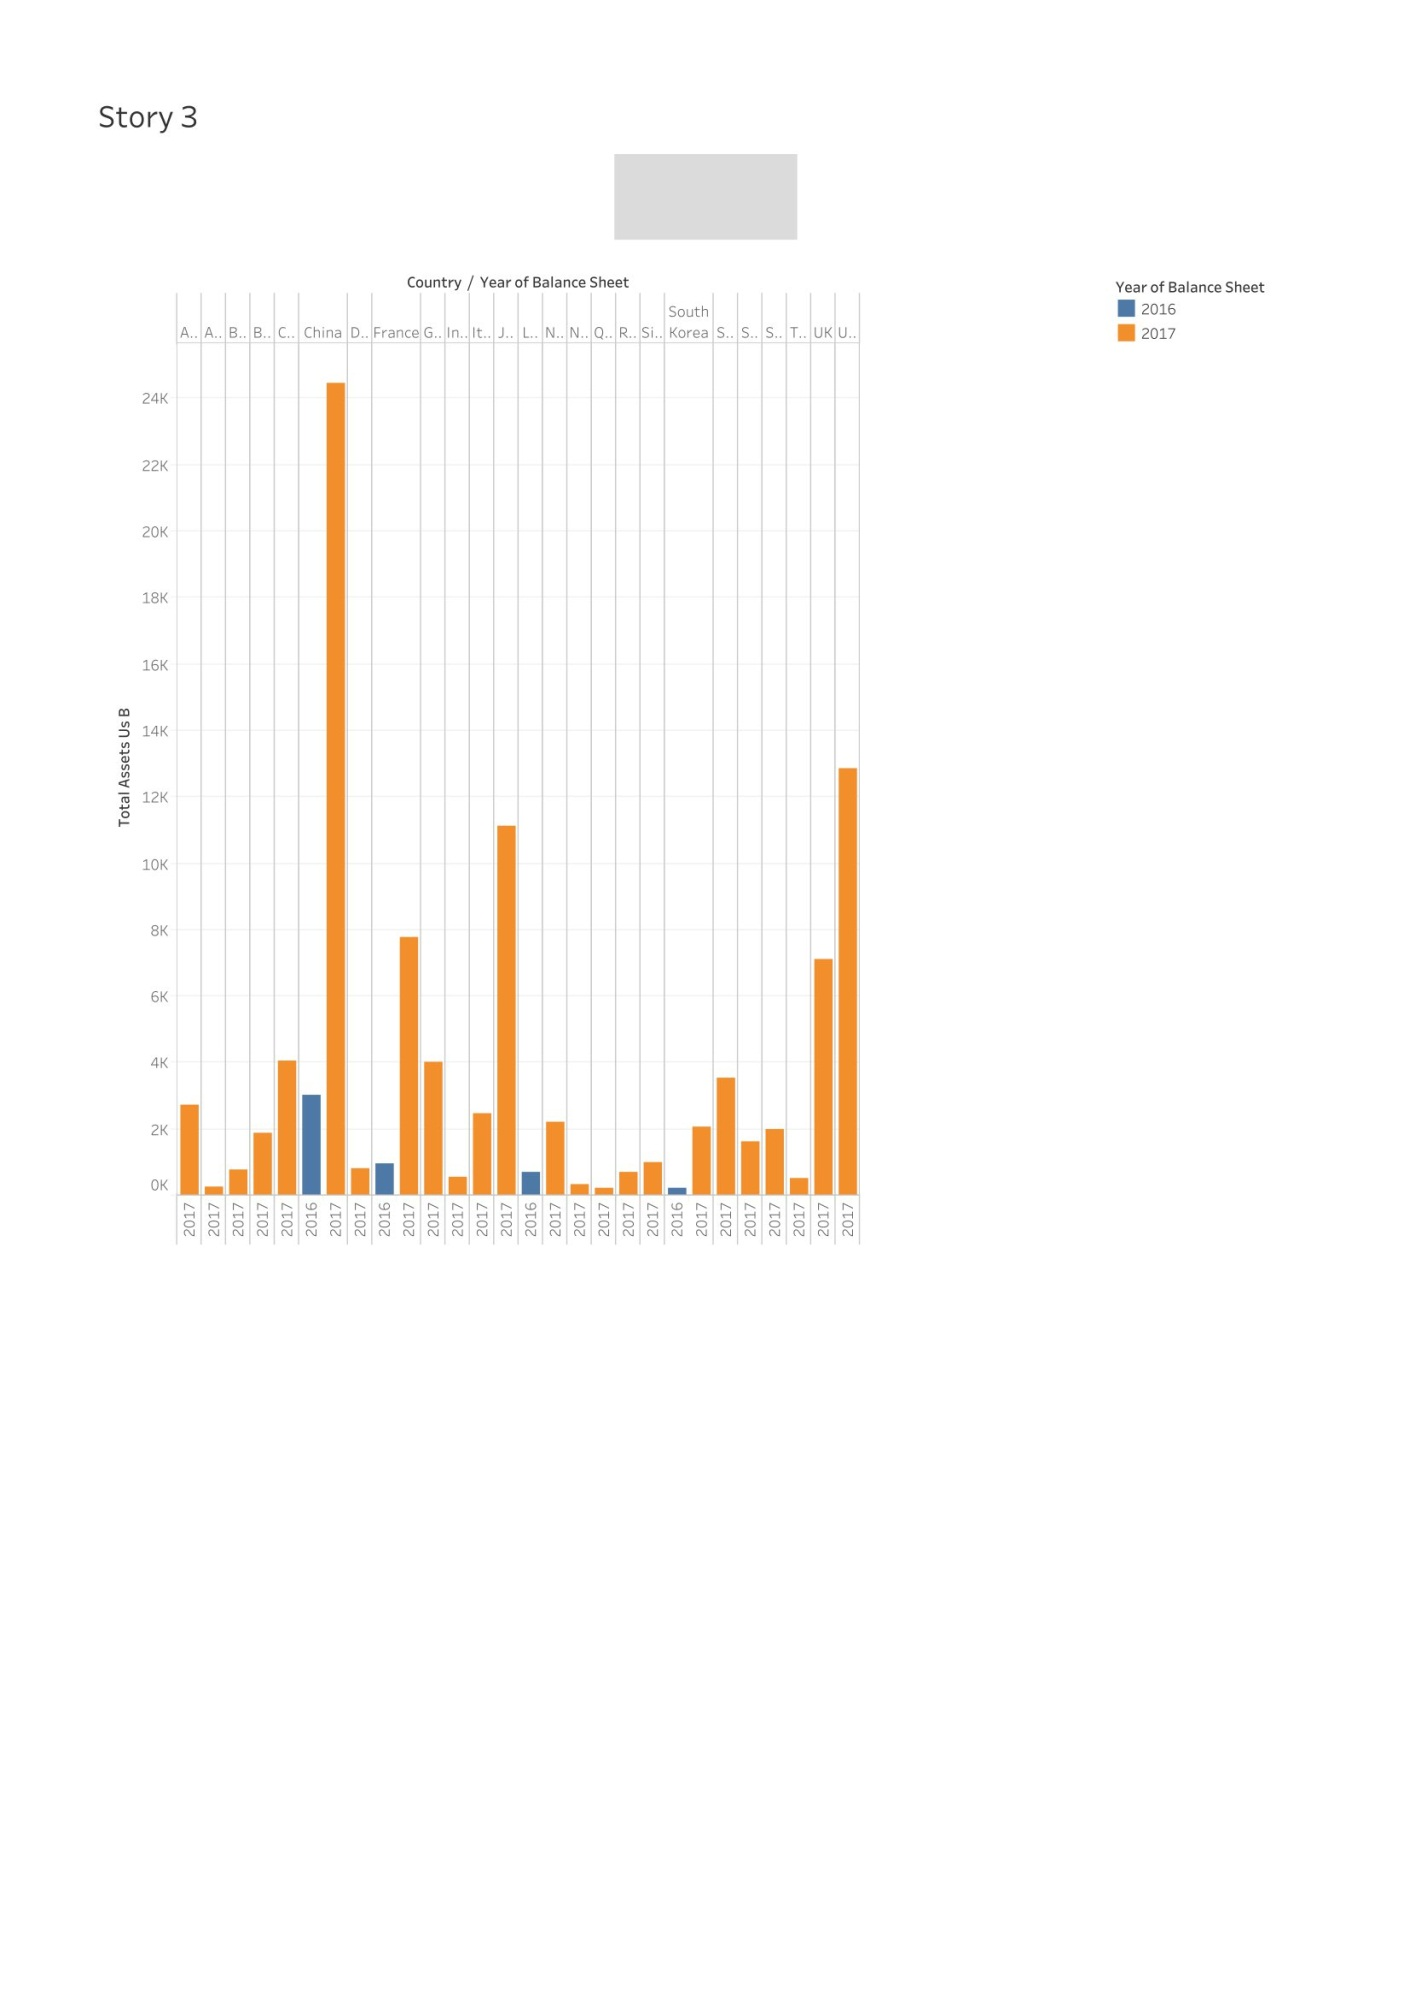 Story 3
Country / Year of Balance Sheet
Year of Balance Sheet
2016
2017
South
A.. A.. B.. B.. C.. China D.. France G.. In.. It.. J.. L.. N.. N.. Q.. R.. Si.. Korea S.. S.. S.. T.. UK U..
24K
22K
20K
18K
16K
14K
12K
10K
8K
6K
4K
2K
0K
Total Assets Us B
2017 2017 2017 2017 2017 2016 2017 2017 2016 2017 2017 2017 2017 2017 2016 2017 2017 2017 2017 2017 2016 2017 2017 2017 2017 2017 2017 2017